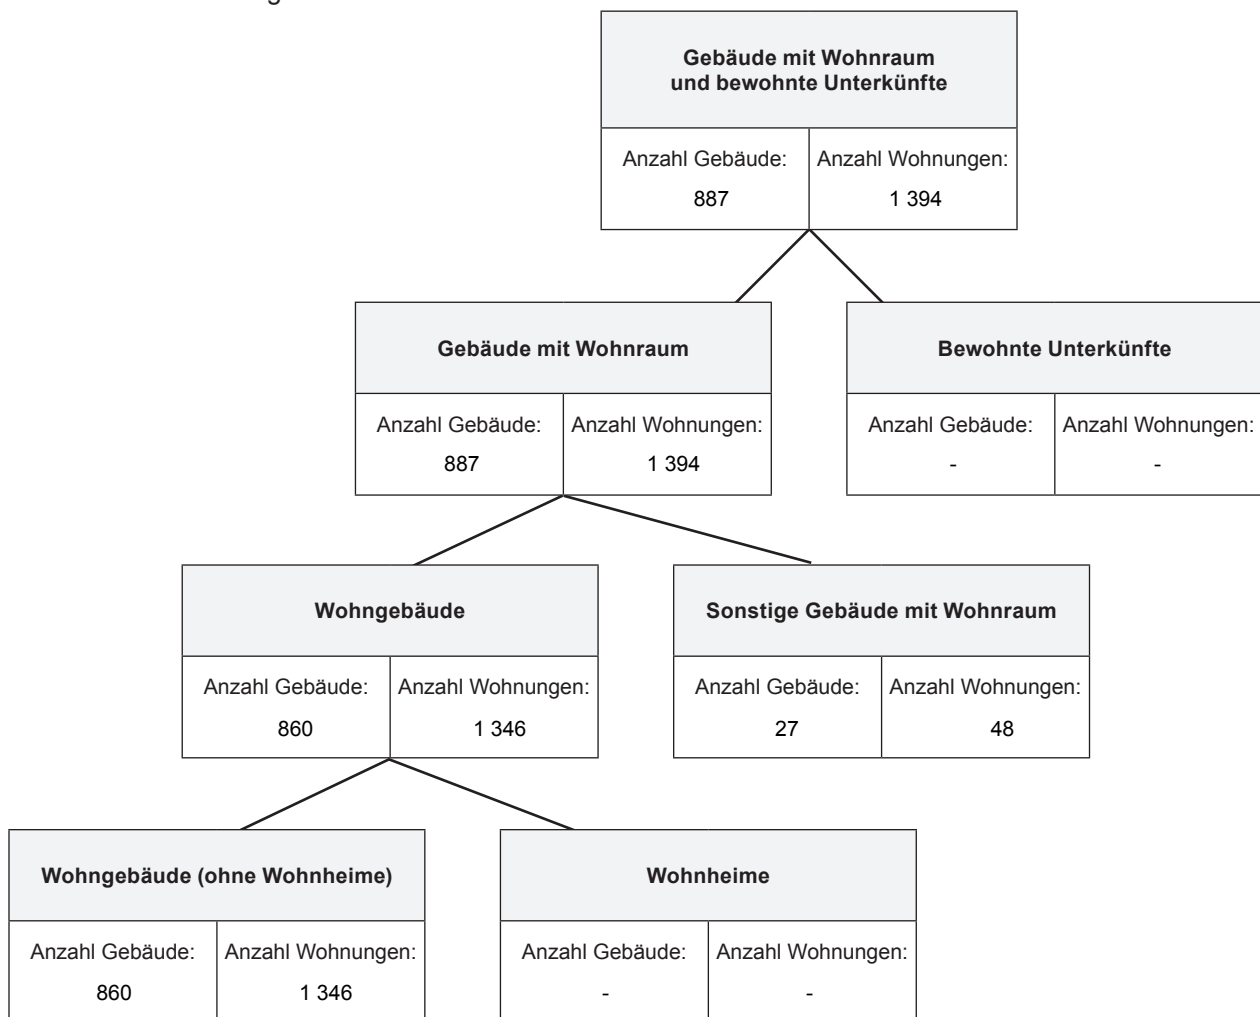 Gebäude mit Wohnraum
und bewohnte Unterkünfte
Anzahl Gebäude: Anzahl Wohnungen:
887 1 394
Gebäude mit Wohnraum
Anzahl Gebäude: Anzahl Wohnungen:
887 1 394
Bewohnte Unterkünfte
Anzahl Gebäude: Anzahl Wohnungen:
- -
Wohngebäude
Anzahl Gebäude: Anzahl Wohnungen:
860 1 346
Sonstige Gebäude mit Wohnraum
Anzahl Gebäude: Anzahl Wohnungen:
27 48
Wohngebäude (ohne Wohnheime)
Anzahl Gebäude: Anzahl Wohnungen:
860 1 346
Wohnheime
Anzahl Gebäude: Anzahl Wohnungen:
- -